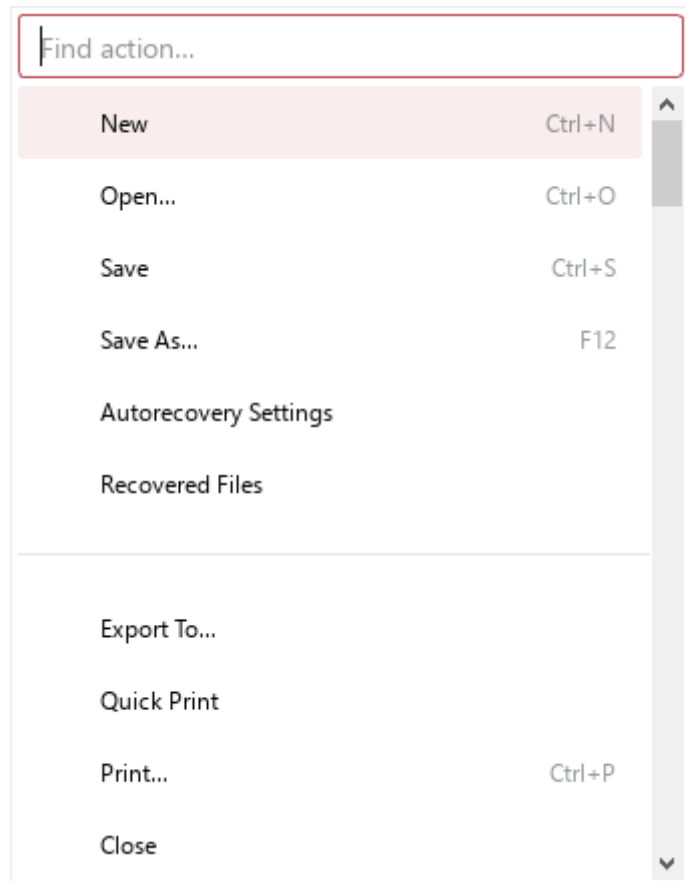 Find action...
New Ctrl+N
Open... Ctrl+O
Save Ctrl+S
Save As... F12
Autorecovery Settings
Recovered Files
Export To...
Quick Print
Print... Ctrl+P
Close